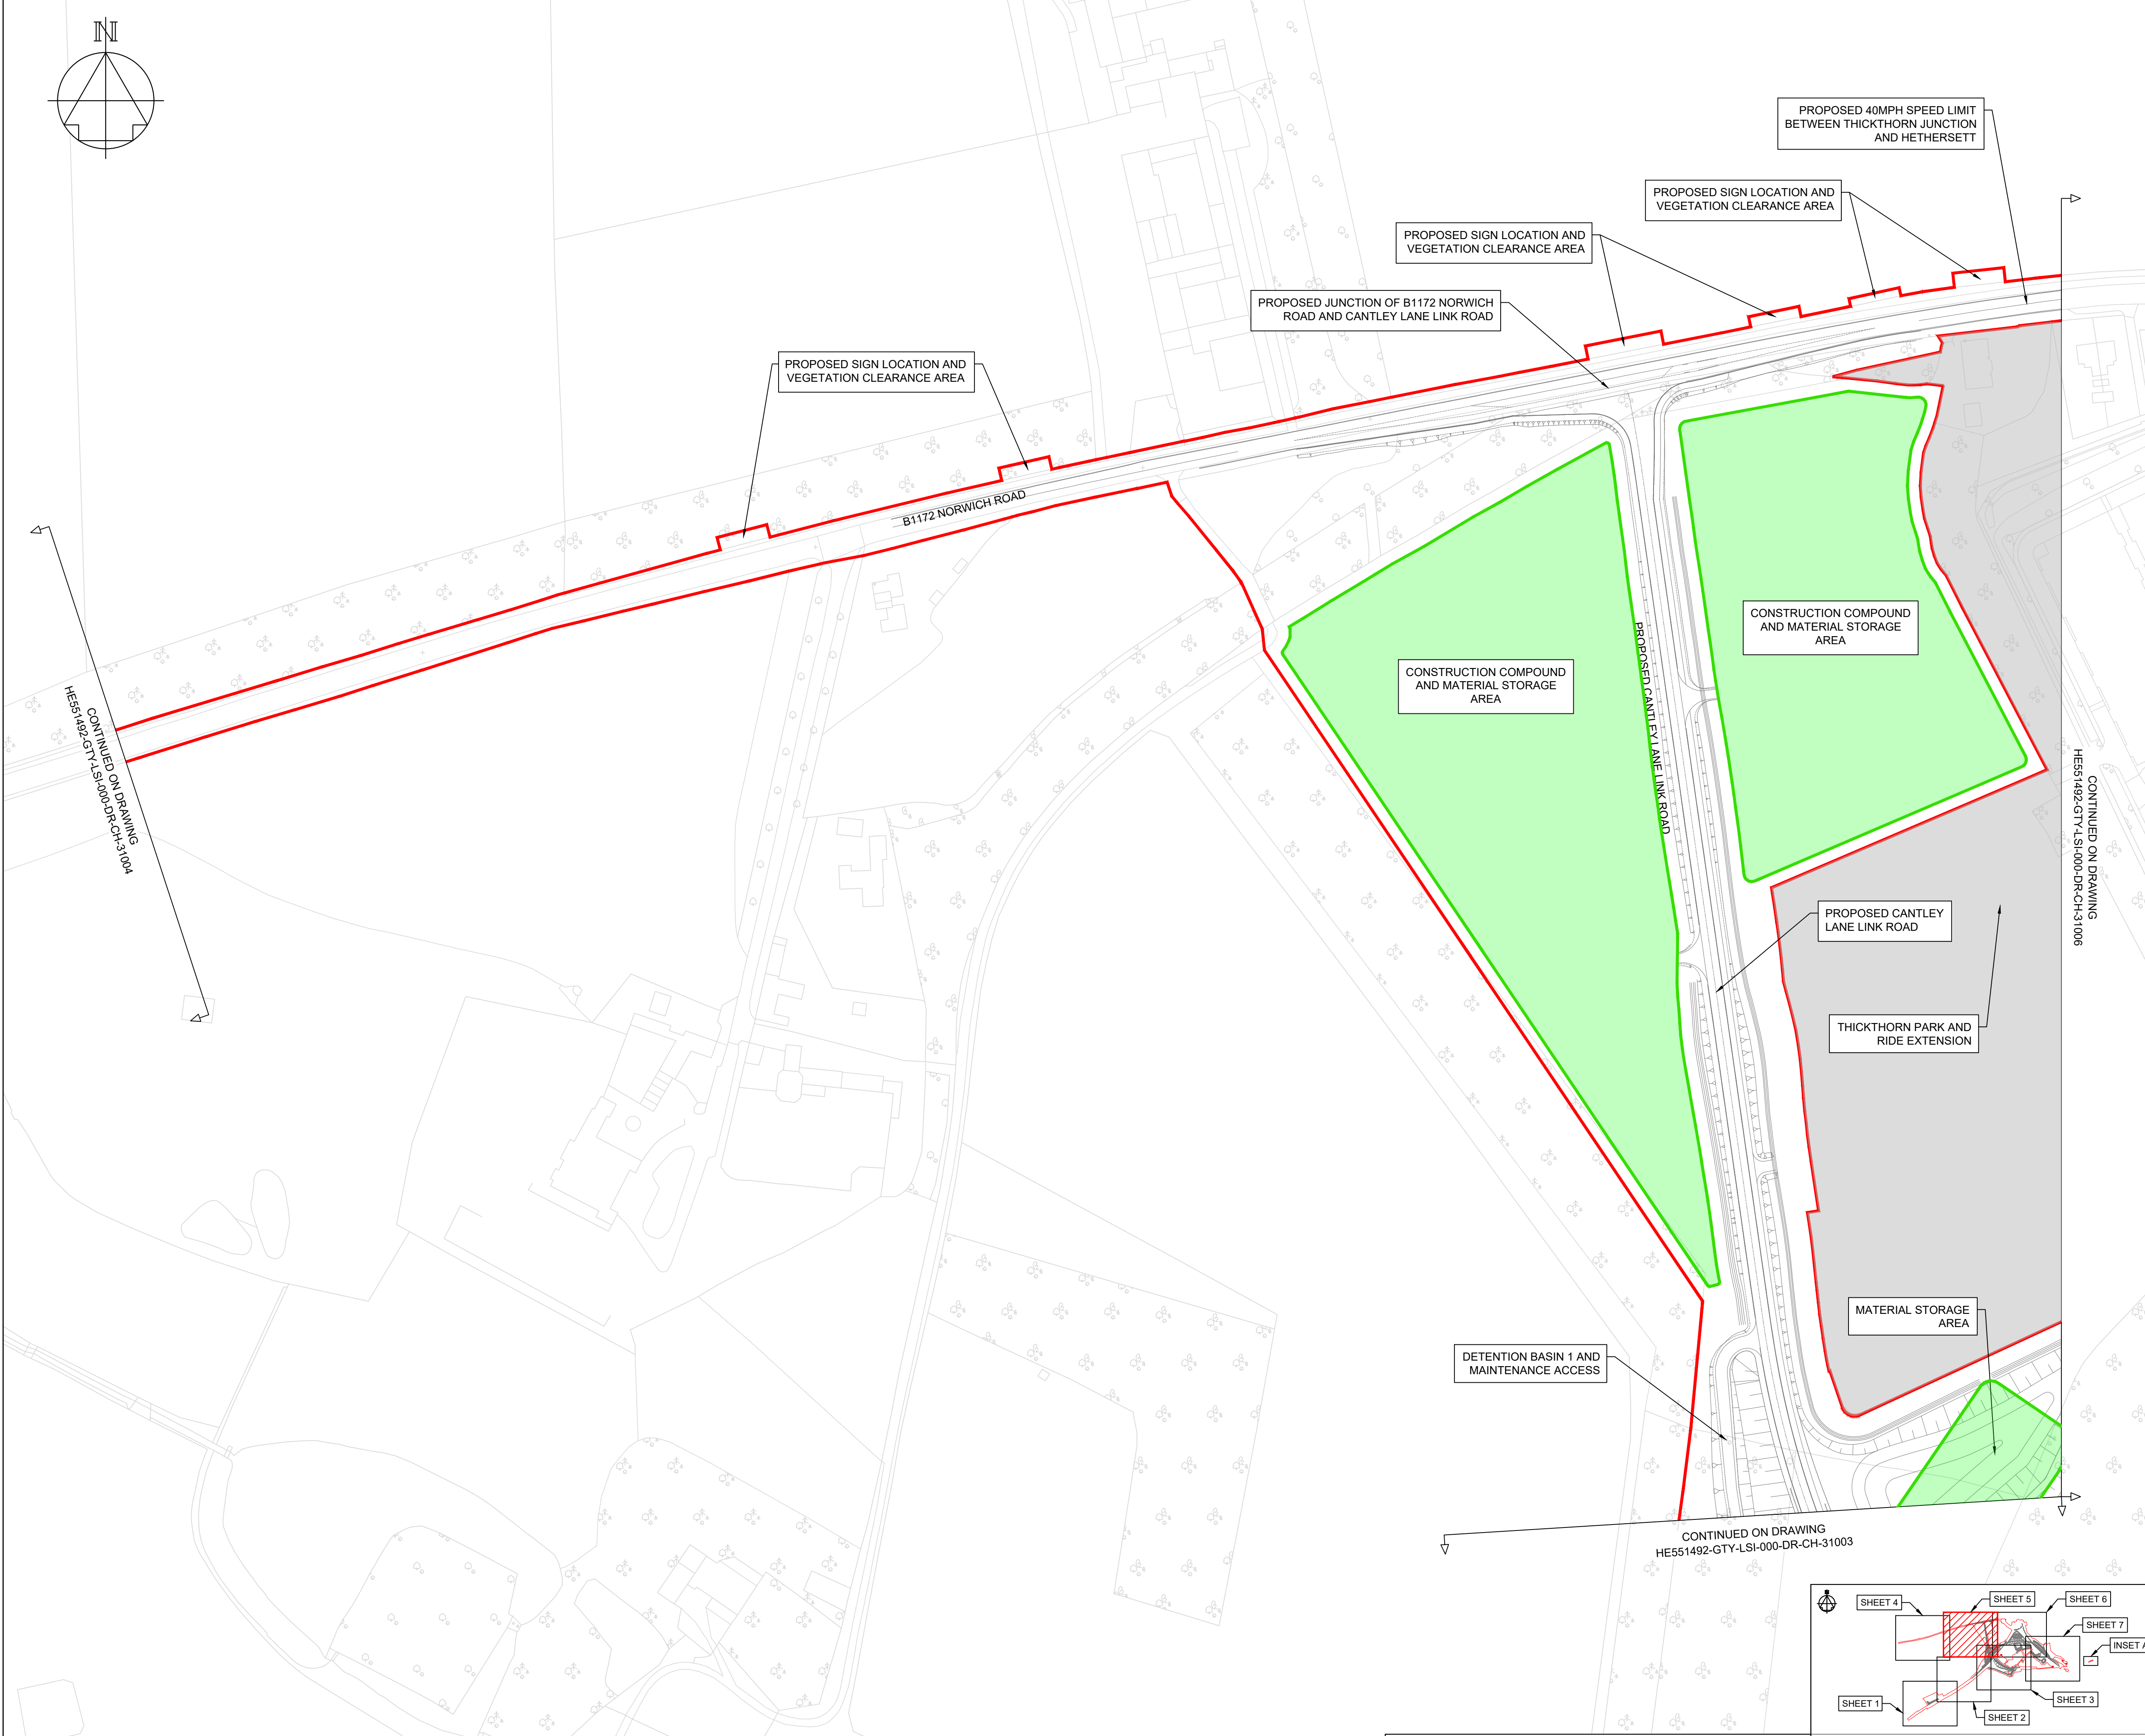 N
PROPOSED 40MPH SPEED LIMIT
BETWEEN THICKTHORN JUNCTION
AND HETHERSETT
PROPOSED SIGN LOCATION AND
VEGETATION CLEARANCE AREA
PROPOSED SIGN LOCATION AND
VEGETATION CLEARANCE AREA
PROPOSED JUNCTION OF B1172 NORWICH
ROAD AND CANTLEY LANE LINK ROAD
PROPOSED SIGN LOCATION AND
VEGETATION CLEARANCE AREA
B1172 NORWICH ROAD
CONTINUED ON DRAWING
HE551492-GTY-LSI-000-DR-CH-31004
CONSTRUCTION COMPOUND
AND MATERIAL STORAGE
AREA
PROPOSED CANTLEY LANE LINK ROAD
CONSTRUCTION COMPOUND
AND MATERIAL STORAGE
AREA
CONTINUED ON DRAWING
HE551492-GTY-LSI-000-DR-CH-31006
PROPOSED CANTLEY
LANE LINK ROAD
THICKTHORN PARK AND
RIDE EXTENSION
MATERIAL STORAGE
AREA
DETENTION BASIN 1 AND
MAINTENANCE ACCESS
CONTINUED ON DRAWING
HE551492-GTY-LSI-000-DR-CH-31003
SHEET 4
SHEET 5
SHEET 6
SHEET 7
INSET A
SHEET 1
SHEET 2
SHEET 3